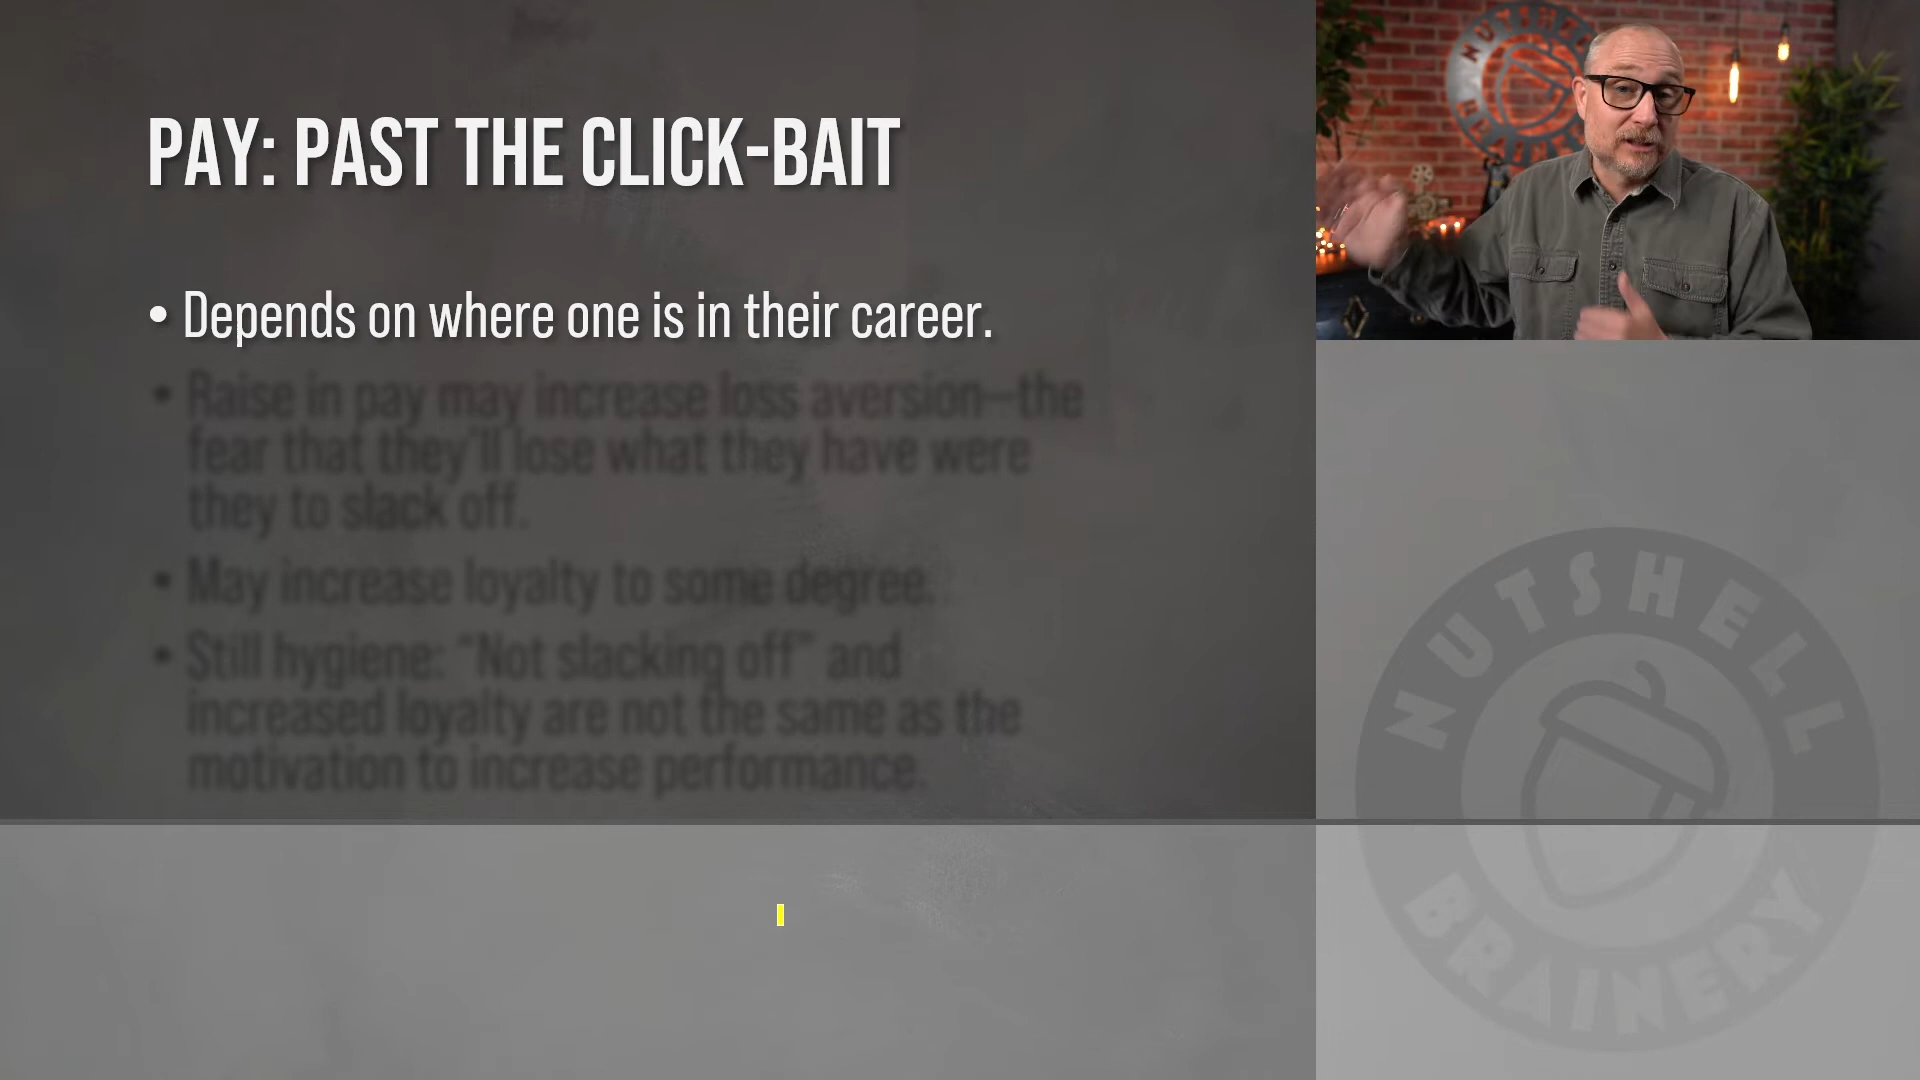 PAY: PAST THE CLICK-BAIT
• Depends on where one is in their career.
• Raise in pay may increase loss aversion—the
fear that they'll lose what they have were
they to slack off.
• May increase loyalty to some degree.
• Still hygiene: "Not slacking off" and
increased loyalty are not the same as the
motivation to increase performance.
NUTSHELL
BRAINERY